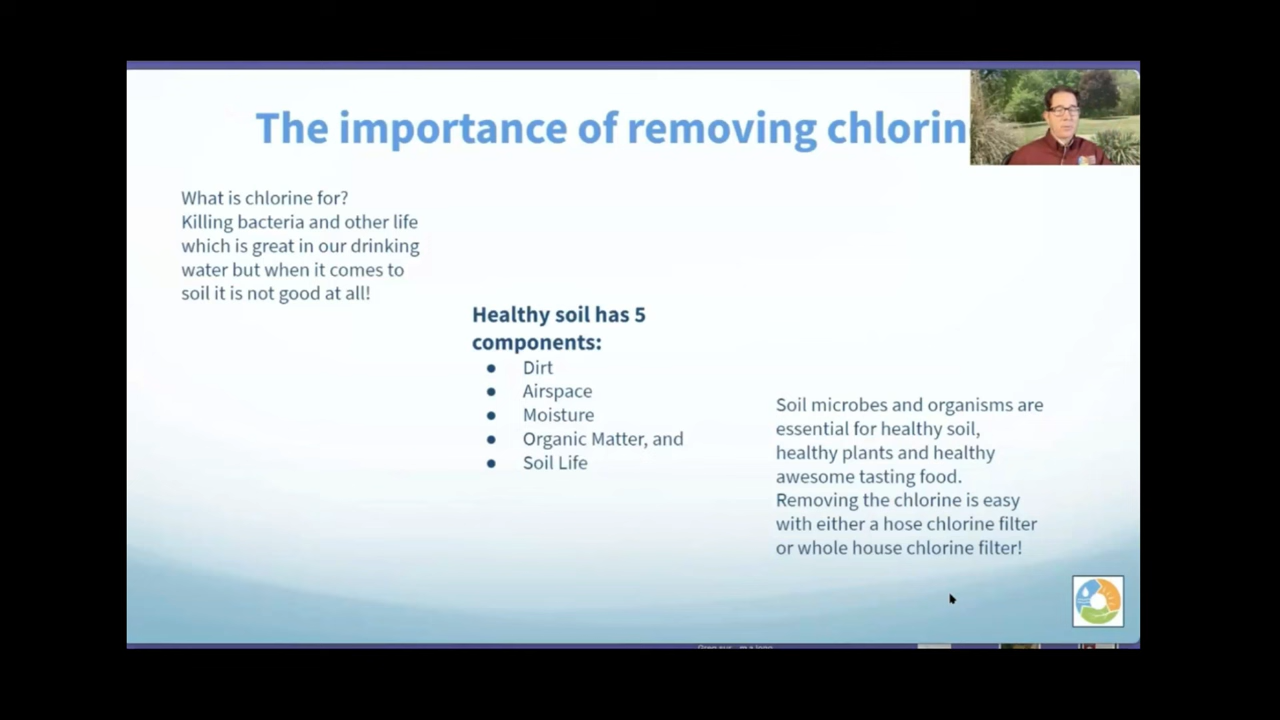 The importance of removing chlorin
What is chlorine for?
Killing bacteria and other life
which is great in our drinking
water but when it comes to
soil it is not good at all!
Healthy soil has 5
components:
● Dirt
● Airspace
● Moisture
● Organic Matter, and
● Soil Life
Soil microbes and organisms are
essential for healthy soil,
healthy plants and healthy
awesome tasting food.
Removing the chlorine is easy
with either a hose chlorine filter
or whole house chlorine filter!